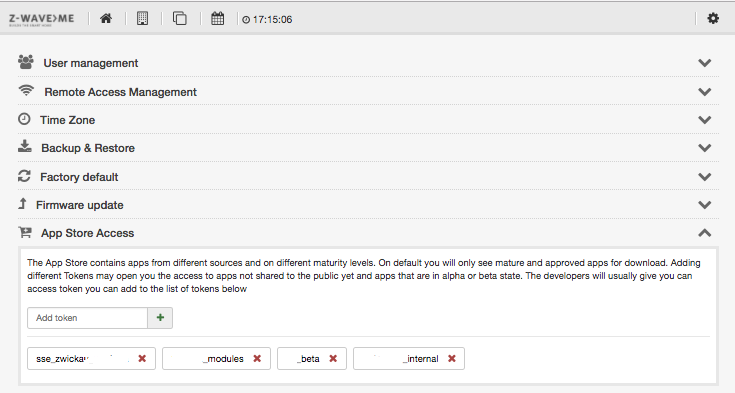 Z-WAVE>ME
17:15:06
User management
Remote Access Management
Time Zone
Backup & Restore
Factory default
Firmware update
App Store Access
The App Store contains apps from different sources and on different maturity levels. On default you will only see mature and approved apps for download. Adding
different Tokens may open you the access to apps not shared to the public yet and apps that are in alpha or beta state. The developers will usually give you can
access token you can add to the list of tokens below
Add token
sse_zwicka _modules _beta _internal